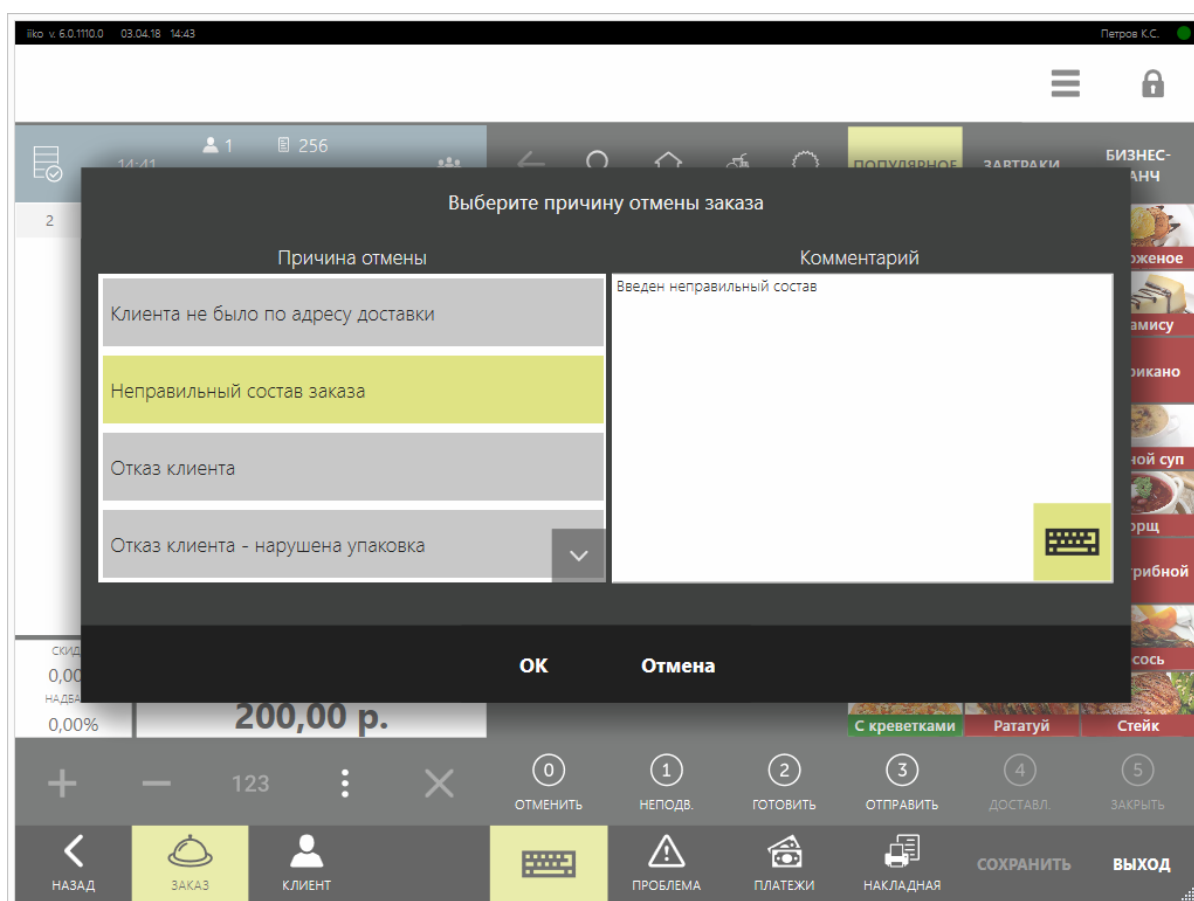 iiko v. 6.0.1110.0 03.04.18 14:43 Петров К.С.
1 256
14:41
ПОПУЛЯРНОЕ ЗАВТРАКИ БИЗНЕС-
2
Выберите причину отмены заказа
Причина отмены
Комментарий
Клиента не было по адресу доставки
Неправильный состав заказа
Отказ клиента
Отказ клиента - нарушена упаковка
Введен неправильный состав
ОК Отмена
0,00%
200,00 р.
С креветками Рататуй Стейк
123
0 1 2 3 4 5
ОТМЕНИТЬ НЕПОДВ. ГОТОВИТЬ ОТПРАВИТЬ ДОСТАВЛ. ЗАКРЫТЬ
НАЗАД ЗАКАЗ КЛИЕНТ ПРОБЛЕМА ПЛАТЕЖИ НАКЛАДНАЯ СОХРАНИТЬ ВЫХОД